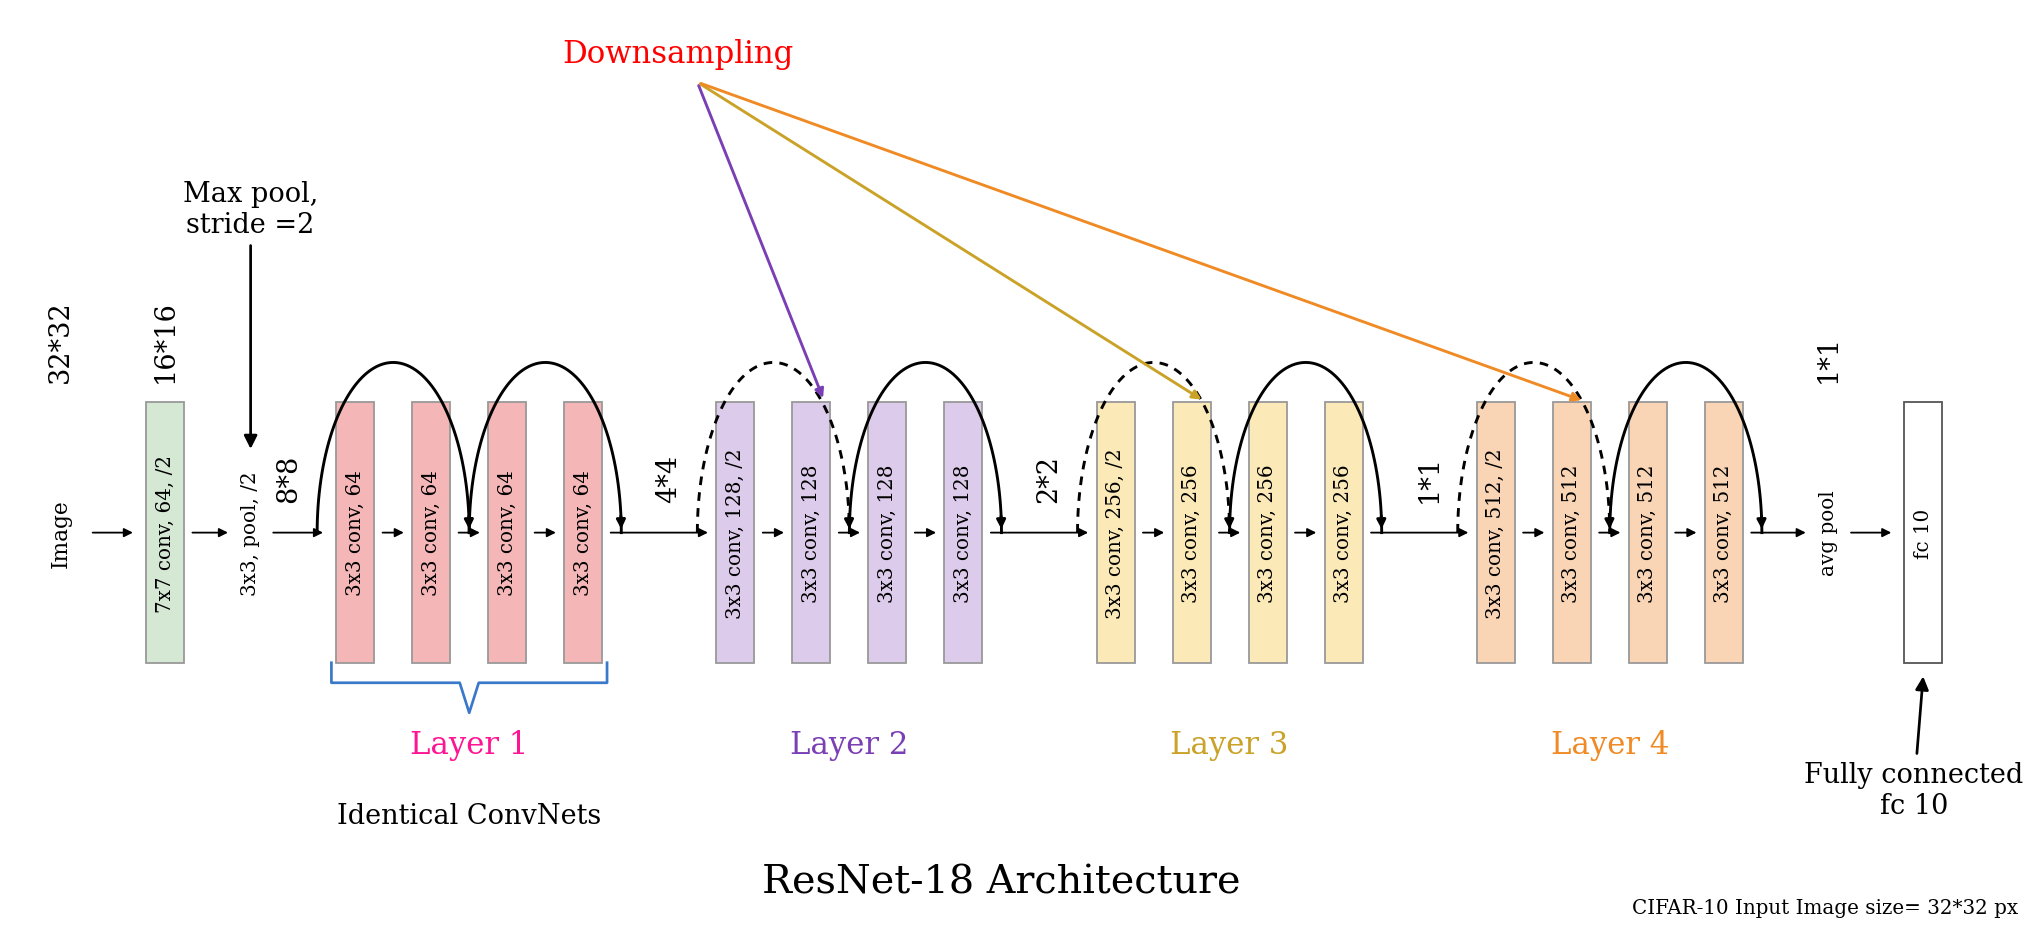 Downsampling
Max pool,
stride =2
32*32
16*16
8*8
4*4
2*2
1*1
1*1
Image
7x7 conv, 64, /2
3x3, pool, /2
3x3 conv, 64
3x3 conv, 64
3x3 conv, 64
3x3 conv, 64
3x3 conv, 128, /2
3x3 conv, 128
3x3 conv, 128
3x3 conv, 128
3x3 conv, 256, /2
3x3 conv, 256
3x3 conv, 256
3x3 conv, 256
3x3 conv, 512, /2
3x3 conv, 512
3x3 conv, 512
3x3 conv, 512
avg pool
fc 10
Layer 1
Layer 2
Layer 3
Layer 4
Fully connected
fc 10
Identical ConvNets
ResNet-18 Architecture
CIFAR-10 Input Image size= 32*32 px